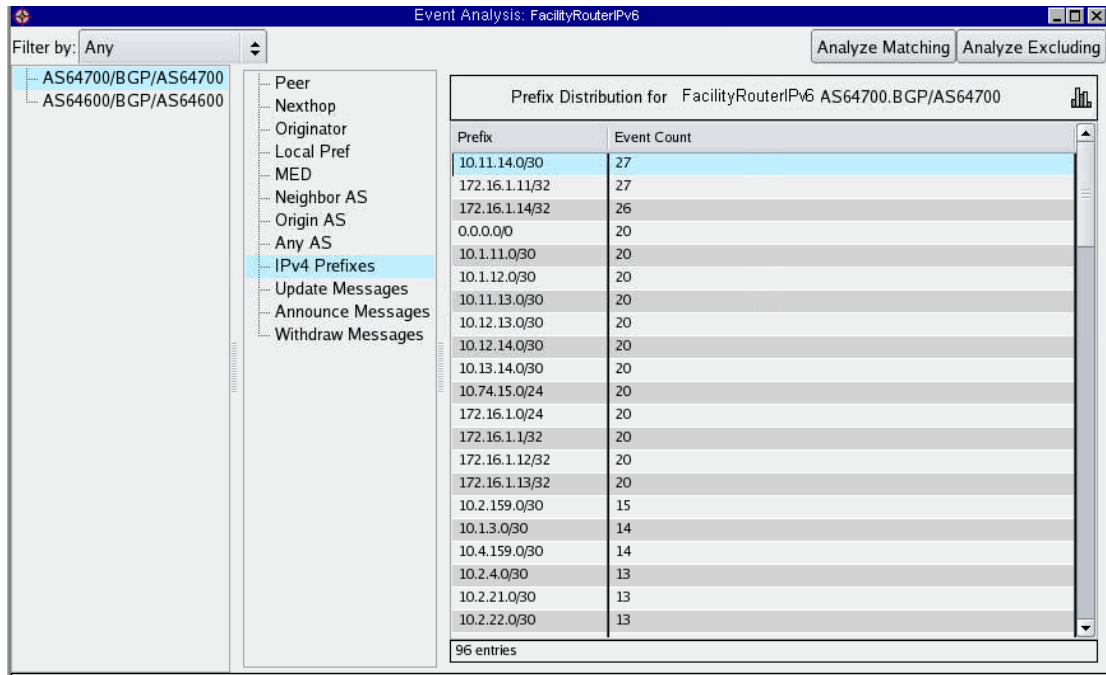 Event Analysis: FacilityRouterIPv6
Filter by: Any
Analyze Matching
Analyze Excluding
AS64700/BGP/AS64700
AS64600/BGP/AS64600
Peer
Nexthop
Originator
Local Pref
MED
Neighbor AS
Origin AS
Any AS
IPv4 Prefixes
Update Messages
Announce Messages
Withdraw Messages
Prefix Distribution for FacilityRouterIPv6 AS64700.BGP/AS64700
Prefix Event Count
10.11.14.0/30 27
172.16.1.11/32 27
172.16.1.14/32 26
0.0.0.0/0 20
10.1.11.0/30 20
10.1.12.0/30 20
10.11.13.0/30 20
10.12.13.0/30 20
10.12.14.0/30 20
10.13.14.0/30 20
10.74.15.0/24 20
172.16.1.0/24 20
172.16.1.1/32 20
172.16.1.12/32 20
172.16.1.13/32 20
10.2.159.0/30 15
10.1.3.0/30 14
10.4.159.0/30 14
10.2.4.0/30 13
10.2.21.0/30 13
10.2.22.0/30 13
96 entries